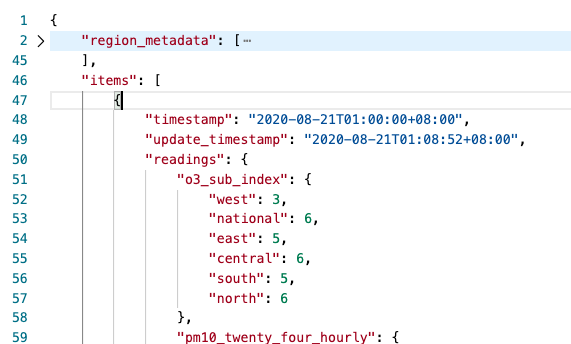 1 {
2 > "region_metadata": [⋯
45 ],
46 "items": [
47 {
48 "timestamp": "2020-08-21T01:00:00+08:00",
49 "update_timestamp": "2020-08-21T01:08:52+08:00",
50 "readings": {
51 "o3_sub_index": {
52 "west": 3,
53 "national": 6,
54 "east": 5,
55 "central": 6,
56 "south": 5,
57 "north": 6
58 },
59 "pm10_twenty_four_hourly": {